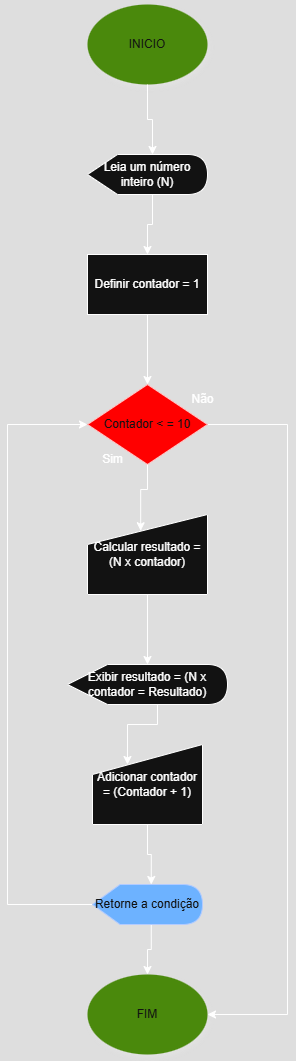 INICIO
Leia um número
inteiro (N)
Definir contador = 1
Não
Contador < = 10
Sim
Calcular resultado =
(N x contador)
Exibir resultado = (N x
contador = Resultado)
Adicionar contador
= (Contador + 1)
Retorne a condição
FIM